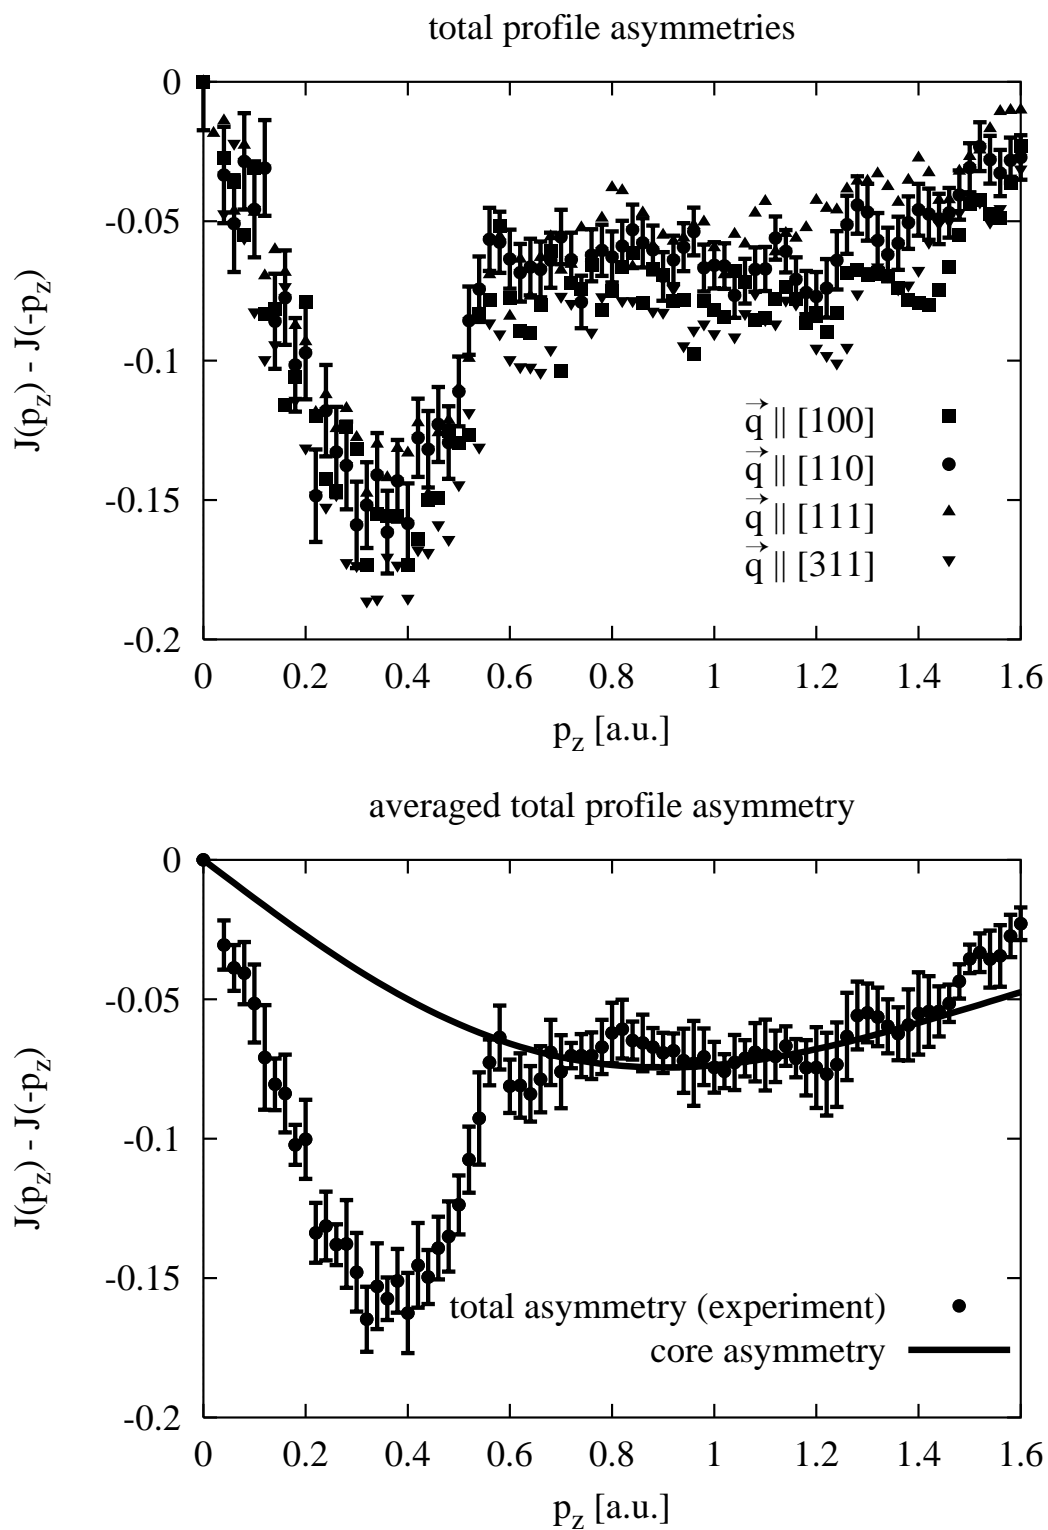 total profile asymmetries
0
-0.05
-0.1
-0.15
-0.2
J(p_z) - J(-p_z)
q⃗ || [100]
q⃗ || [110]
q⃗ || [111]
q⃗ || [311]
0 0.2 0.4 0.6 0.8 1 1.2 1.4 1.6
p_z [a.u.]
averaged total profile asymmetry
0
-0.05
-0.1
-0.15
-0.2
J(p_z) - J(-p_z)
total asymmetry (experiment)
core asymmetry
0 0.2 0.4 0.6 0.8 1 1.2 1.4 1.6
p_z [a.u.]